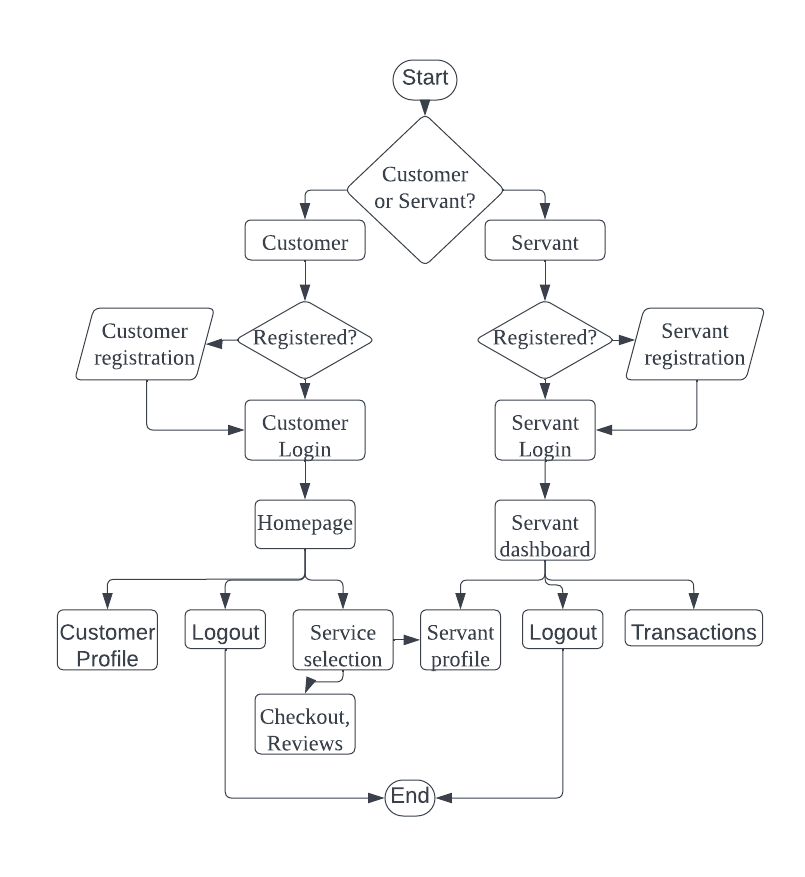 Start
Customer
or Servant?
Customer
Servant
Customer
registration
Registered?
Registered?
Servant
registration
Customer
Login
Servant
Login
Homepage
Servant
dashboard
Customer
Profile
Logout
Service
selection
Servant
profile
Logout
Transactions
Checkout,
Reviews
End